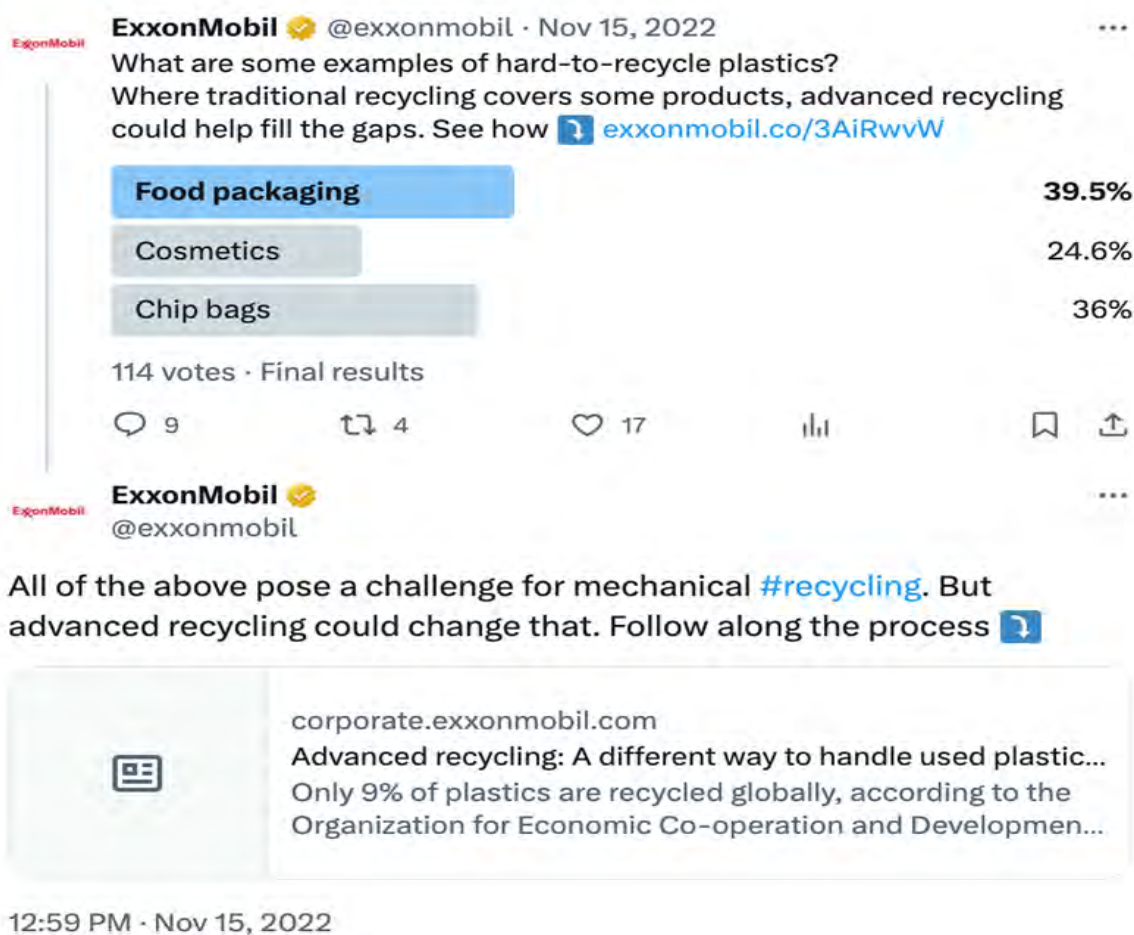 ExxonMobil @exxonmobil · Nov 15, 2022
ExxonMobil
What are some examples of hard-to-recycle plastics?
Where traditional recycling covers some products, advanced recycling
could help fill the gaps. See how exxonmobil.co/3AiRwvW
Food packaging 39.5%
Cosmetics 24.6%
Chip bags 36%
114 votes · Final results
9 4 17
ExxonMobil
ExxonMobil
@exxonmobil
All of the above pose a challenge for mechanical #recycling. But
advanced recycling could change that. Follow along the process
corporate.exxonmobil.com
Advanced recycling: A different way to handle used plastic...
Only 9% of plastics are recycled globally, according to the
Organization for Economic Co-operation and Developmen...
12:59 PM · Nov 15, 2022